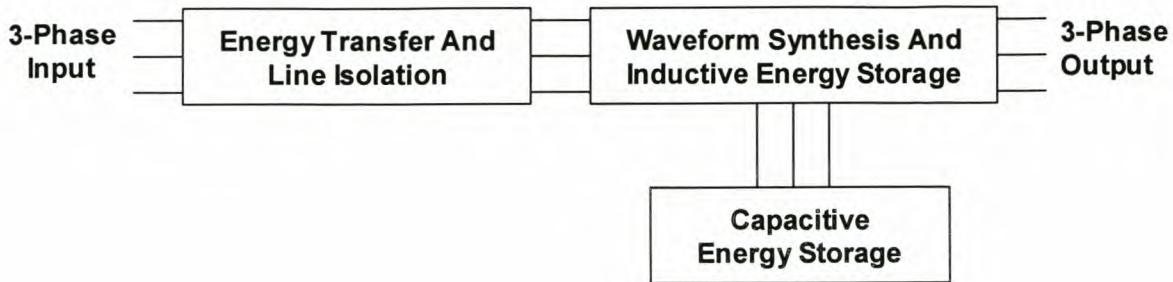 3-Phase
Input
Energy Transfer And
Line Isolation
Waveform Synthesis And
Inductive Energy Storage
3-Phase
Output
Capacitive
Energy Storage